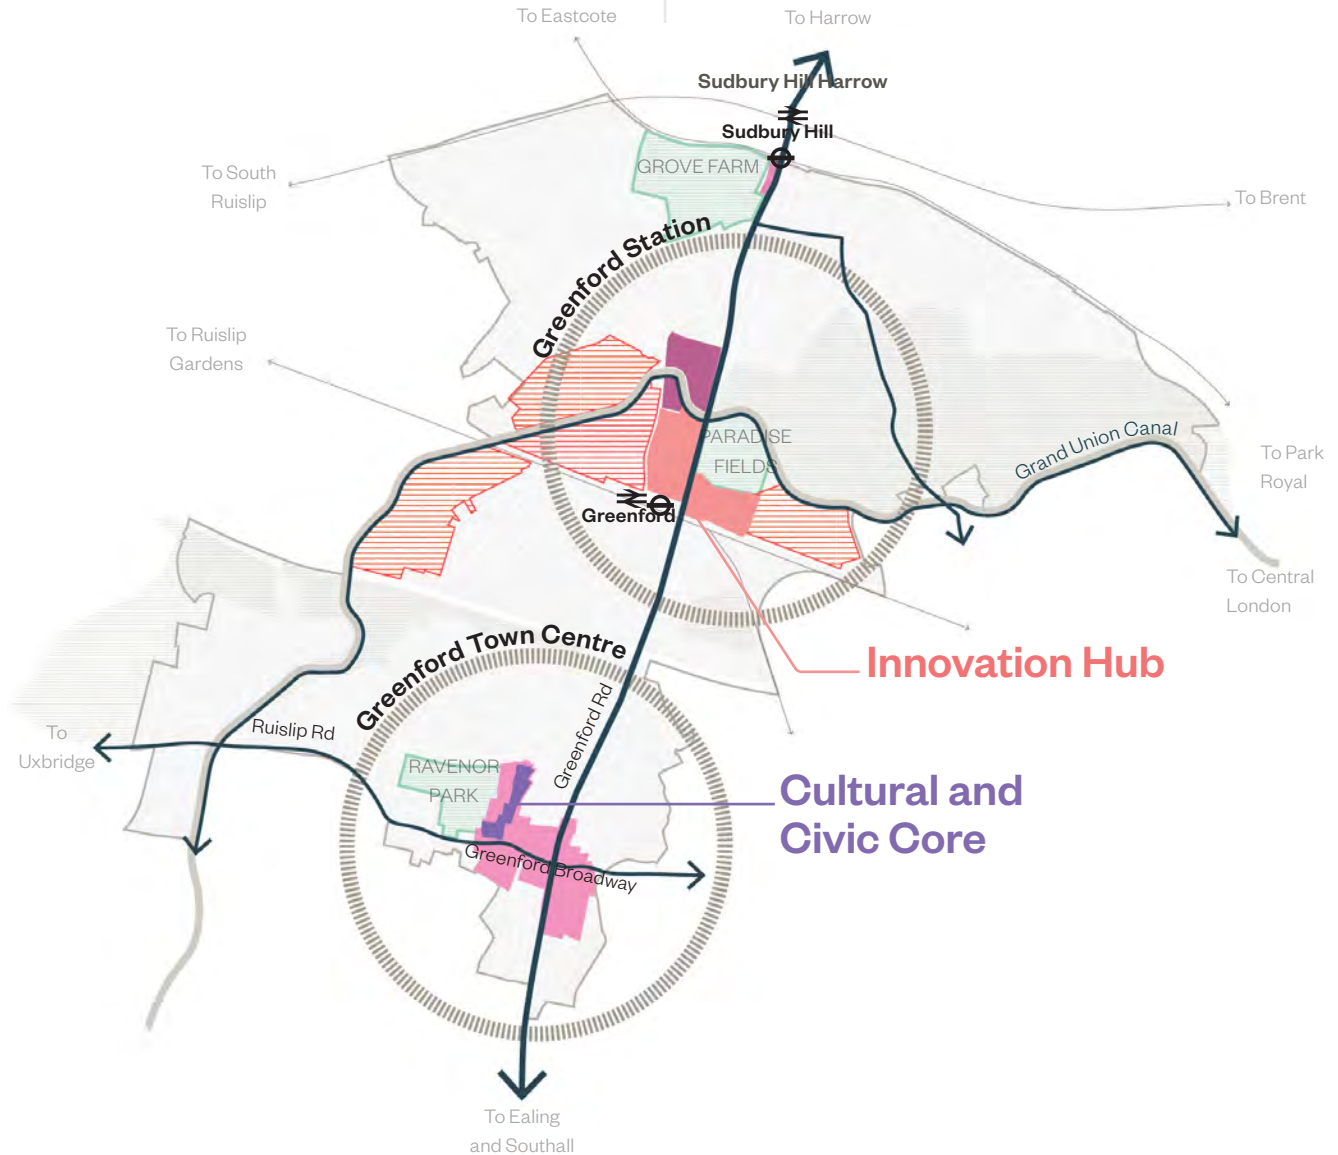 To Eastcote
To Harrow
Sudbury Hill Harrow
Sudbury Hill
GROVE FARM
To South
Ruislip
To Brent
Greenford Station
To Ruislip
Gardens
PARADISE
FIELDS
Grand Union Canal
To Park
Royal
Greenford
To Central
London
Innovation Hub
Greenford Town Centre
Greenford Rd
Ruislip Rd
To
Uxbridge
RAVENOR
PARK
Cultural and
Civic Core
Greenford Broadway
To Ealing
and Southall